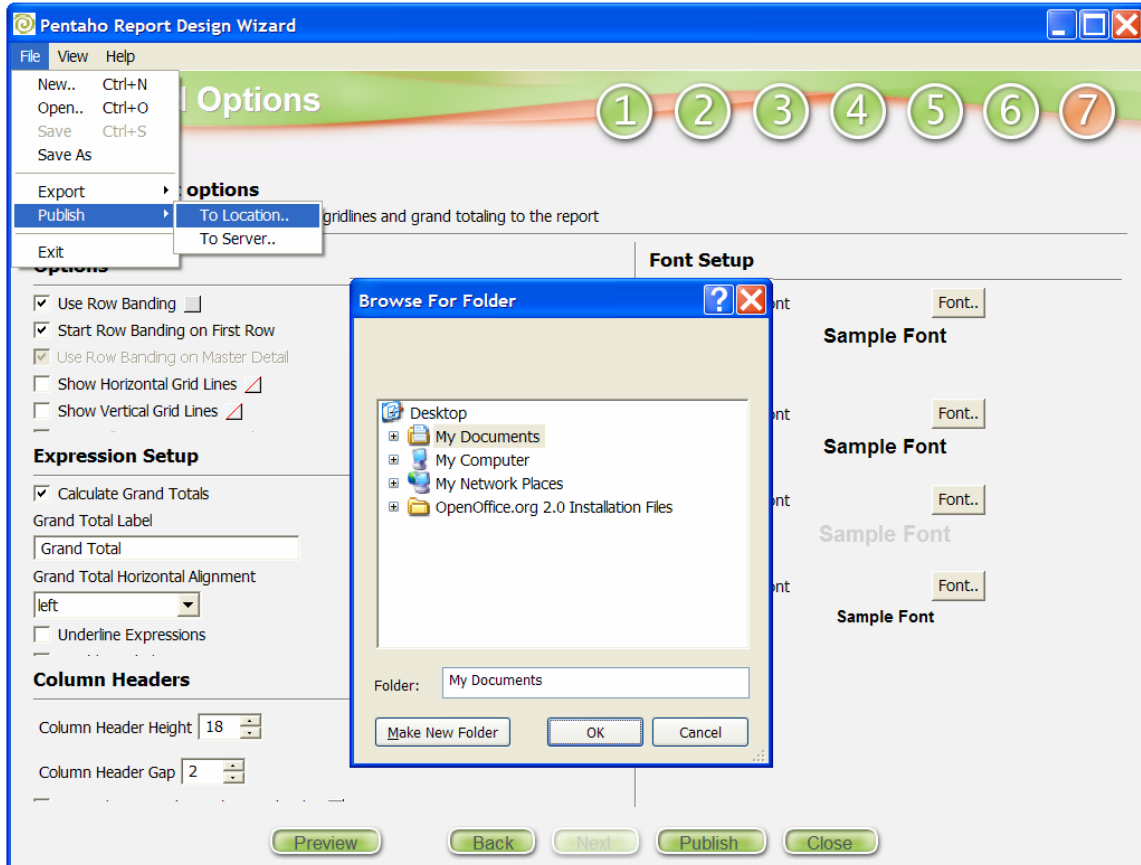 Pentaho Report Design Wizard
File View Help
New.. Ctrl+N
Open.. Ctrl+O
Save Ctrl+S
Save As
Export
Publish
Exit
To Location..
To Server..
Options
1 2 3 4 5 6 7
options
gridlines and grand totaling to the report
Options
Use Row Banding
Start Row Banding on First Row
Use Row Banding on Master Detail
Show Horizontal Grid Lines
Show Vertical Grid Lines
Expression Setup
Calculate Grand Totals
Grand Total Label
Grand Total
Grand Total Horizontal Alignment
left
Underline Expressions
Column Headers
Column Header Height 18
Column Header Gap 2
Browse For Folder
Desktop
My Documents
My Computer
My Network Places
OpenOffice.org 2.0 Installation Files
Folder: My Documents
Make New Folder OK Cancel
Font Setup
Font..
Sample Font
Font..
Sample Font
Font..
Sample Font
Font..
Sample Font
Preview Back Next Publish Close